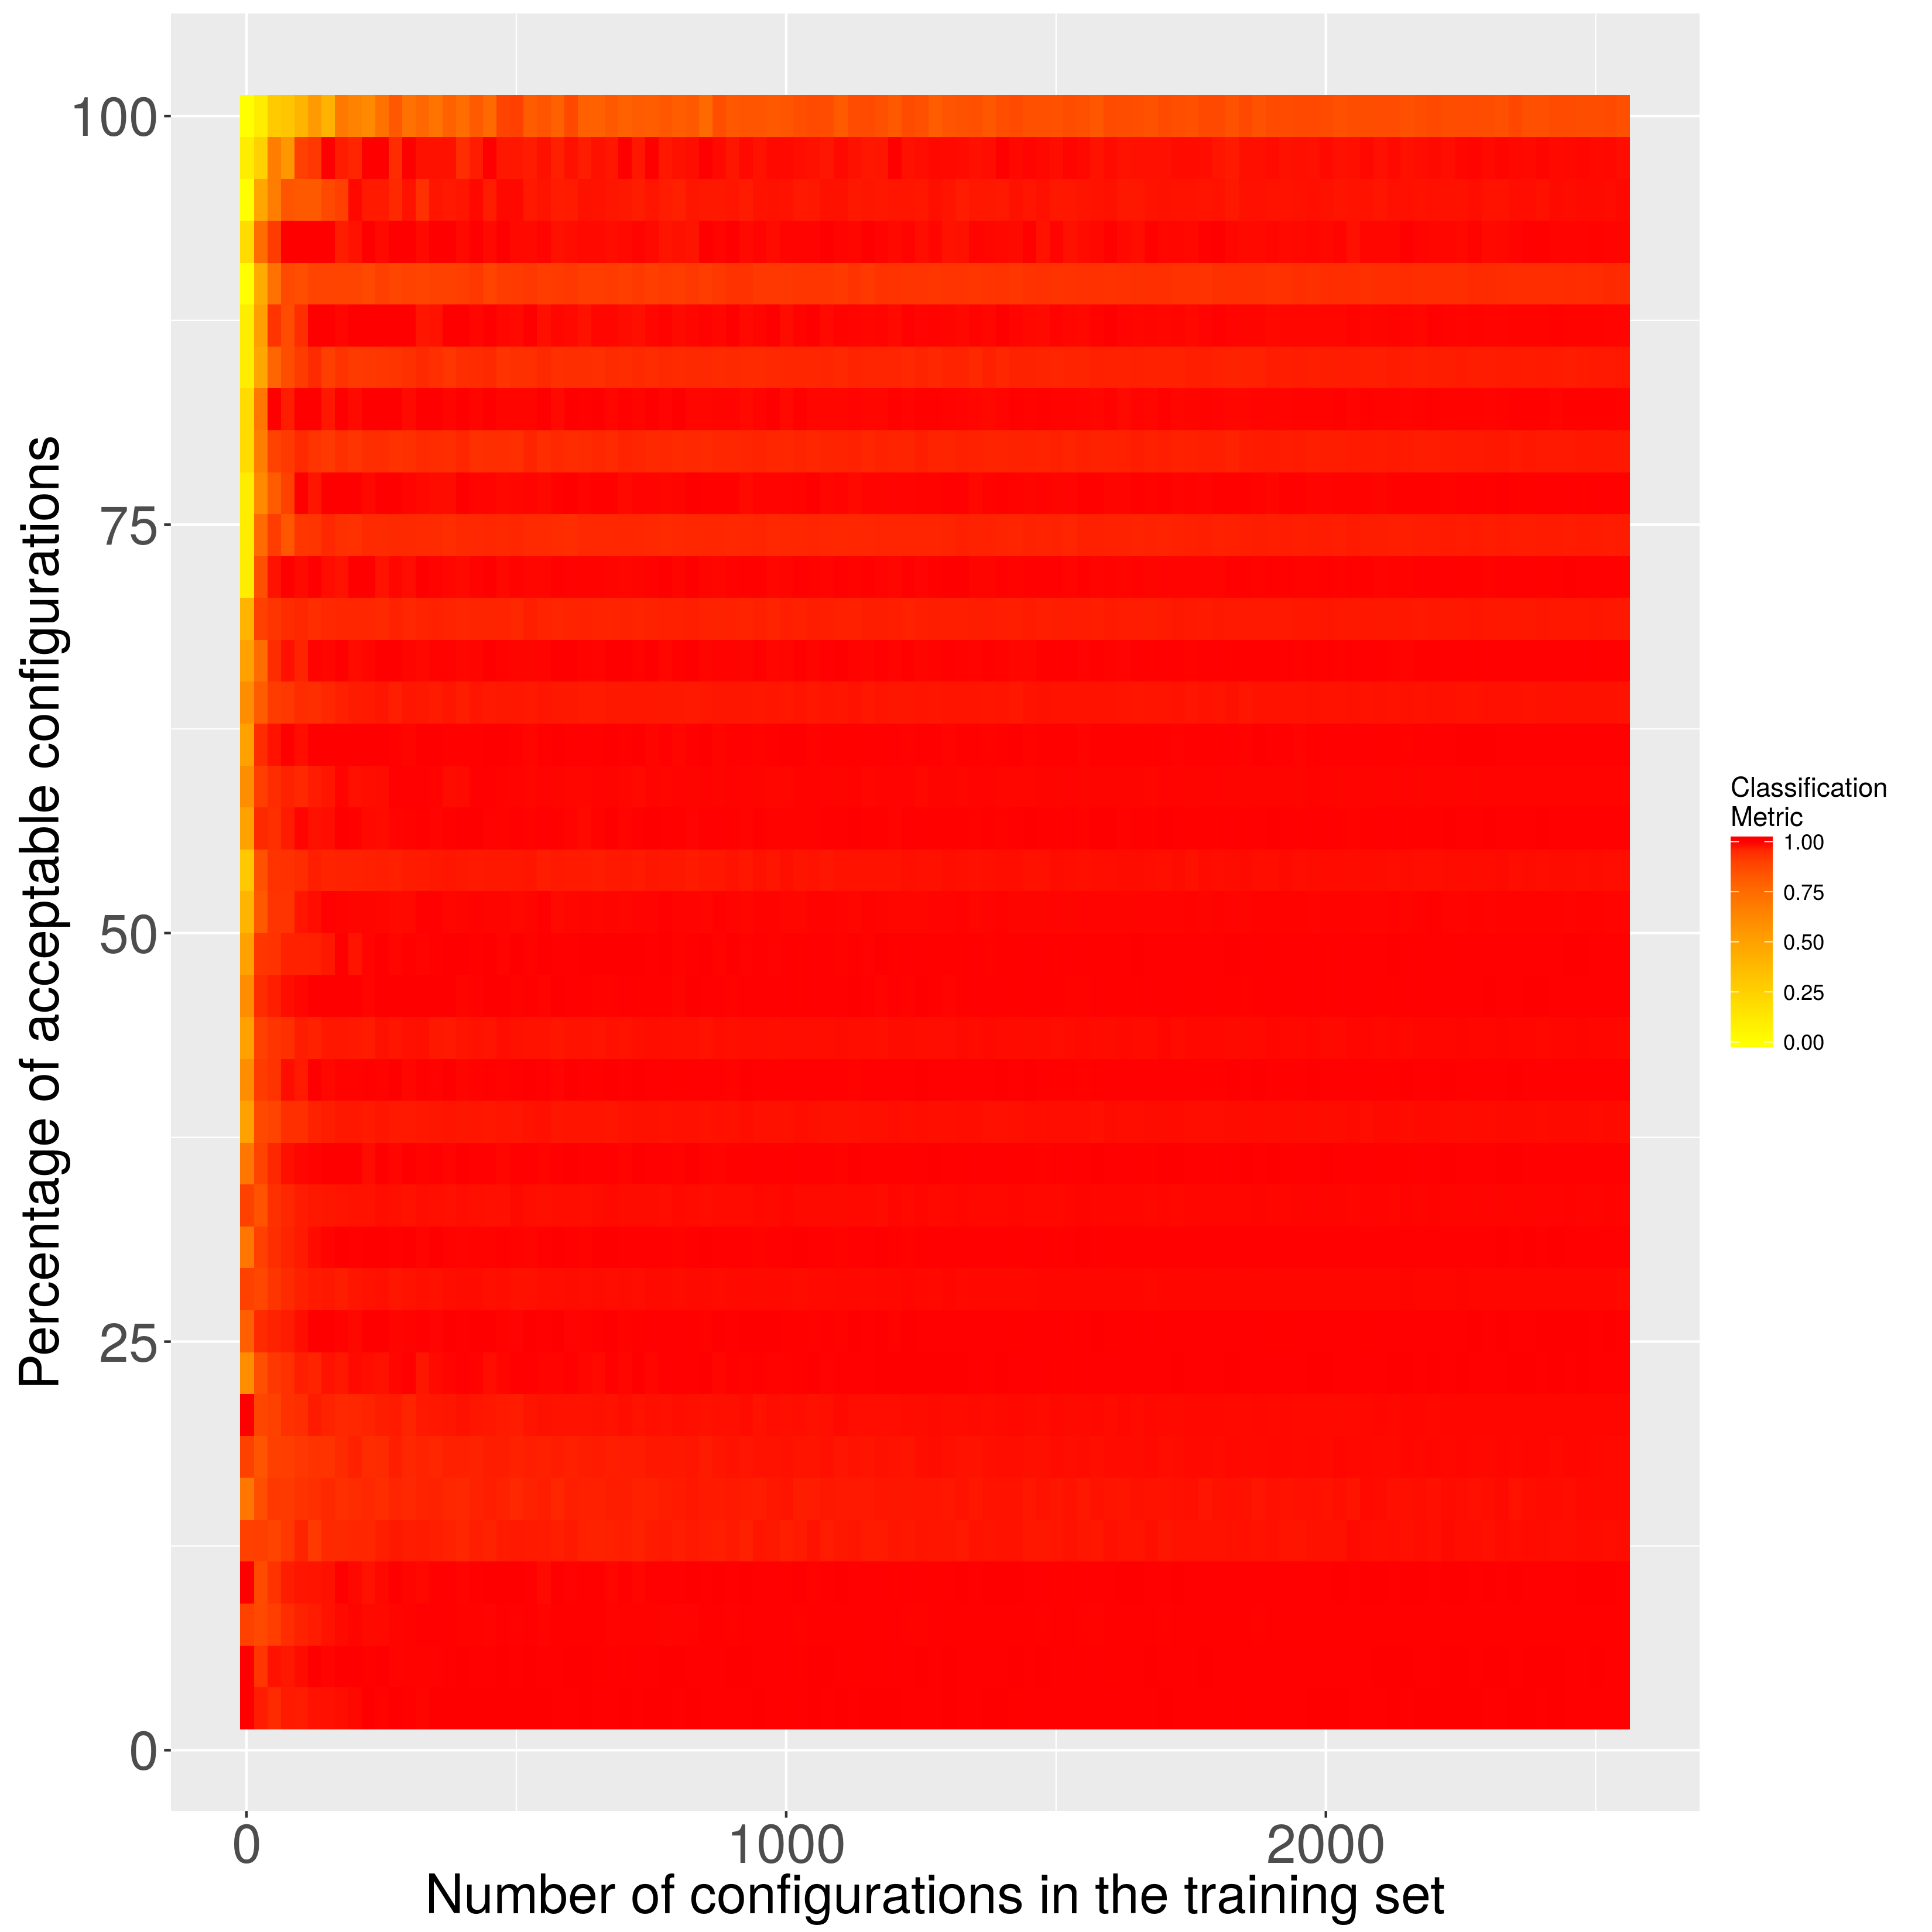 100
75
50
25
0
Percentage of acceptable configurations
0 1000 2000
Number of configurations in the training set
Classification
Metric
1.00
0.75
0.50
0.25
0.00